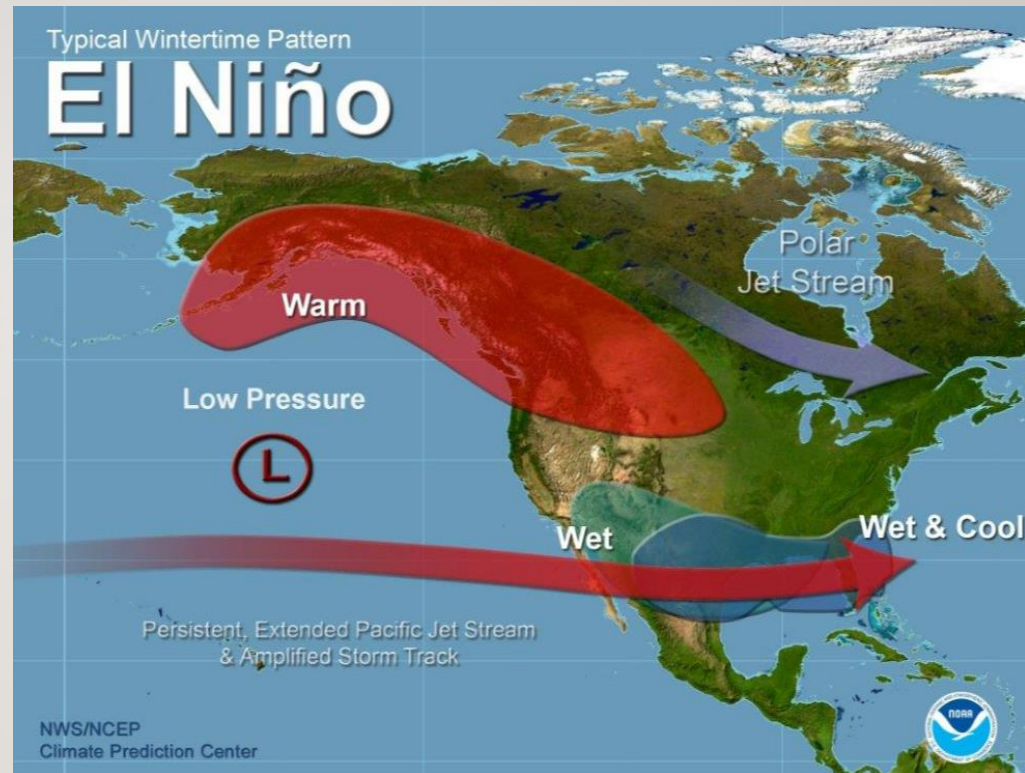 Typical Wintertime Pattern
El Niño
Polar
Jet Stream
Warm
Low Pressure
L
Wet
Wet & Cool
Persistent, Extended Pacific Jet Stream
& Amplified Storm Track
NWS/NCEP
Climate Prediction Center
NOAA